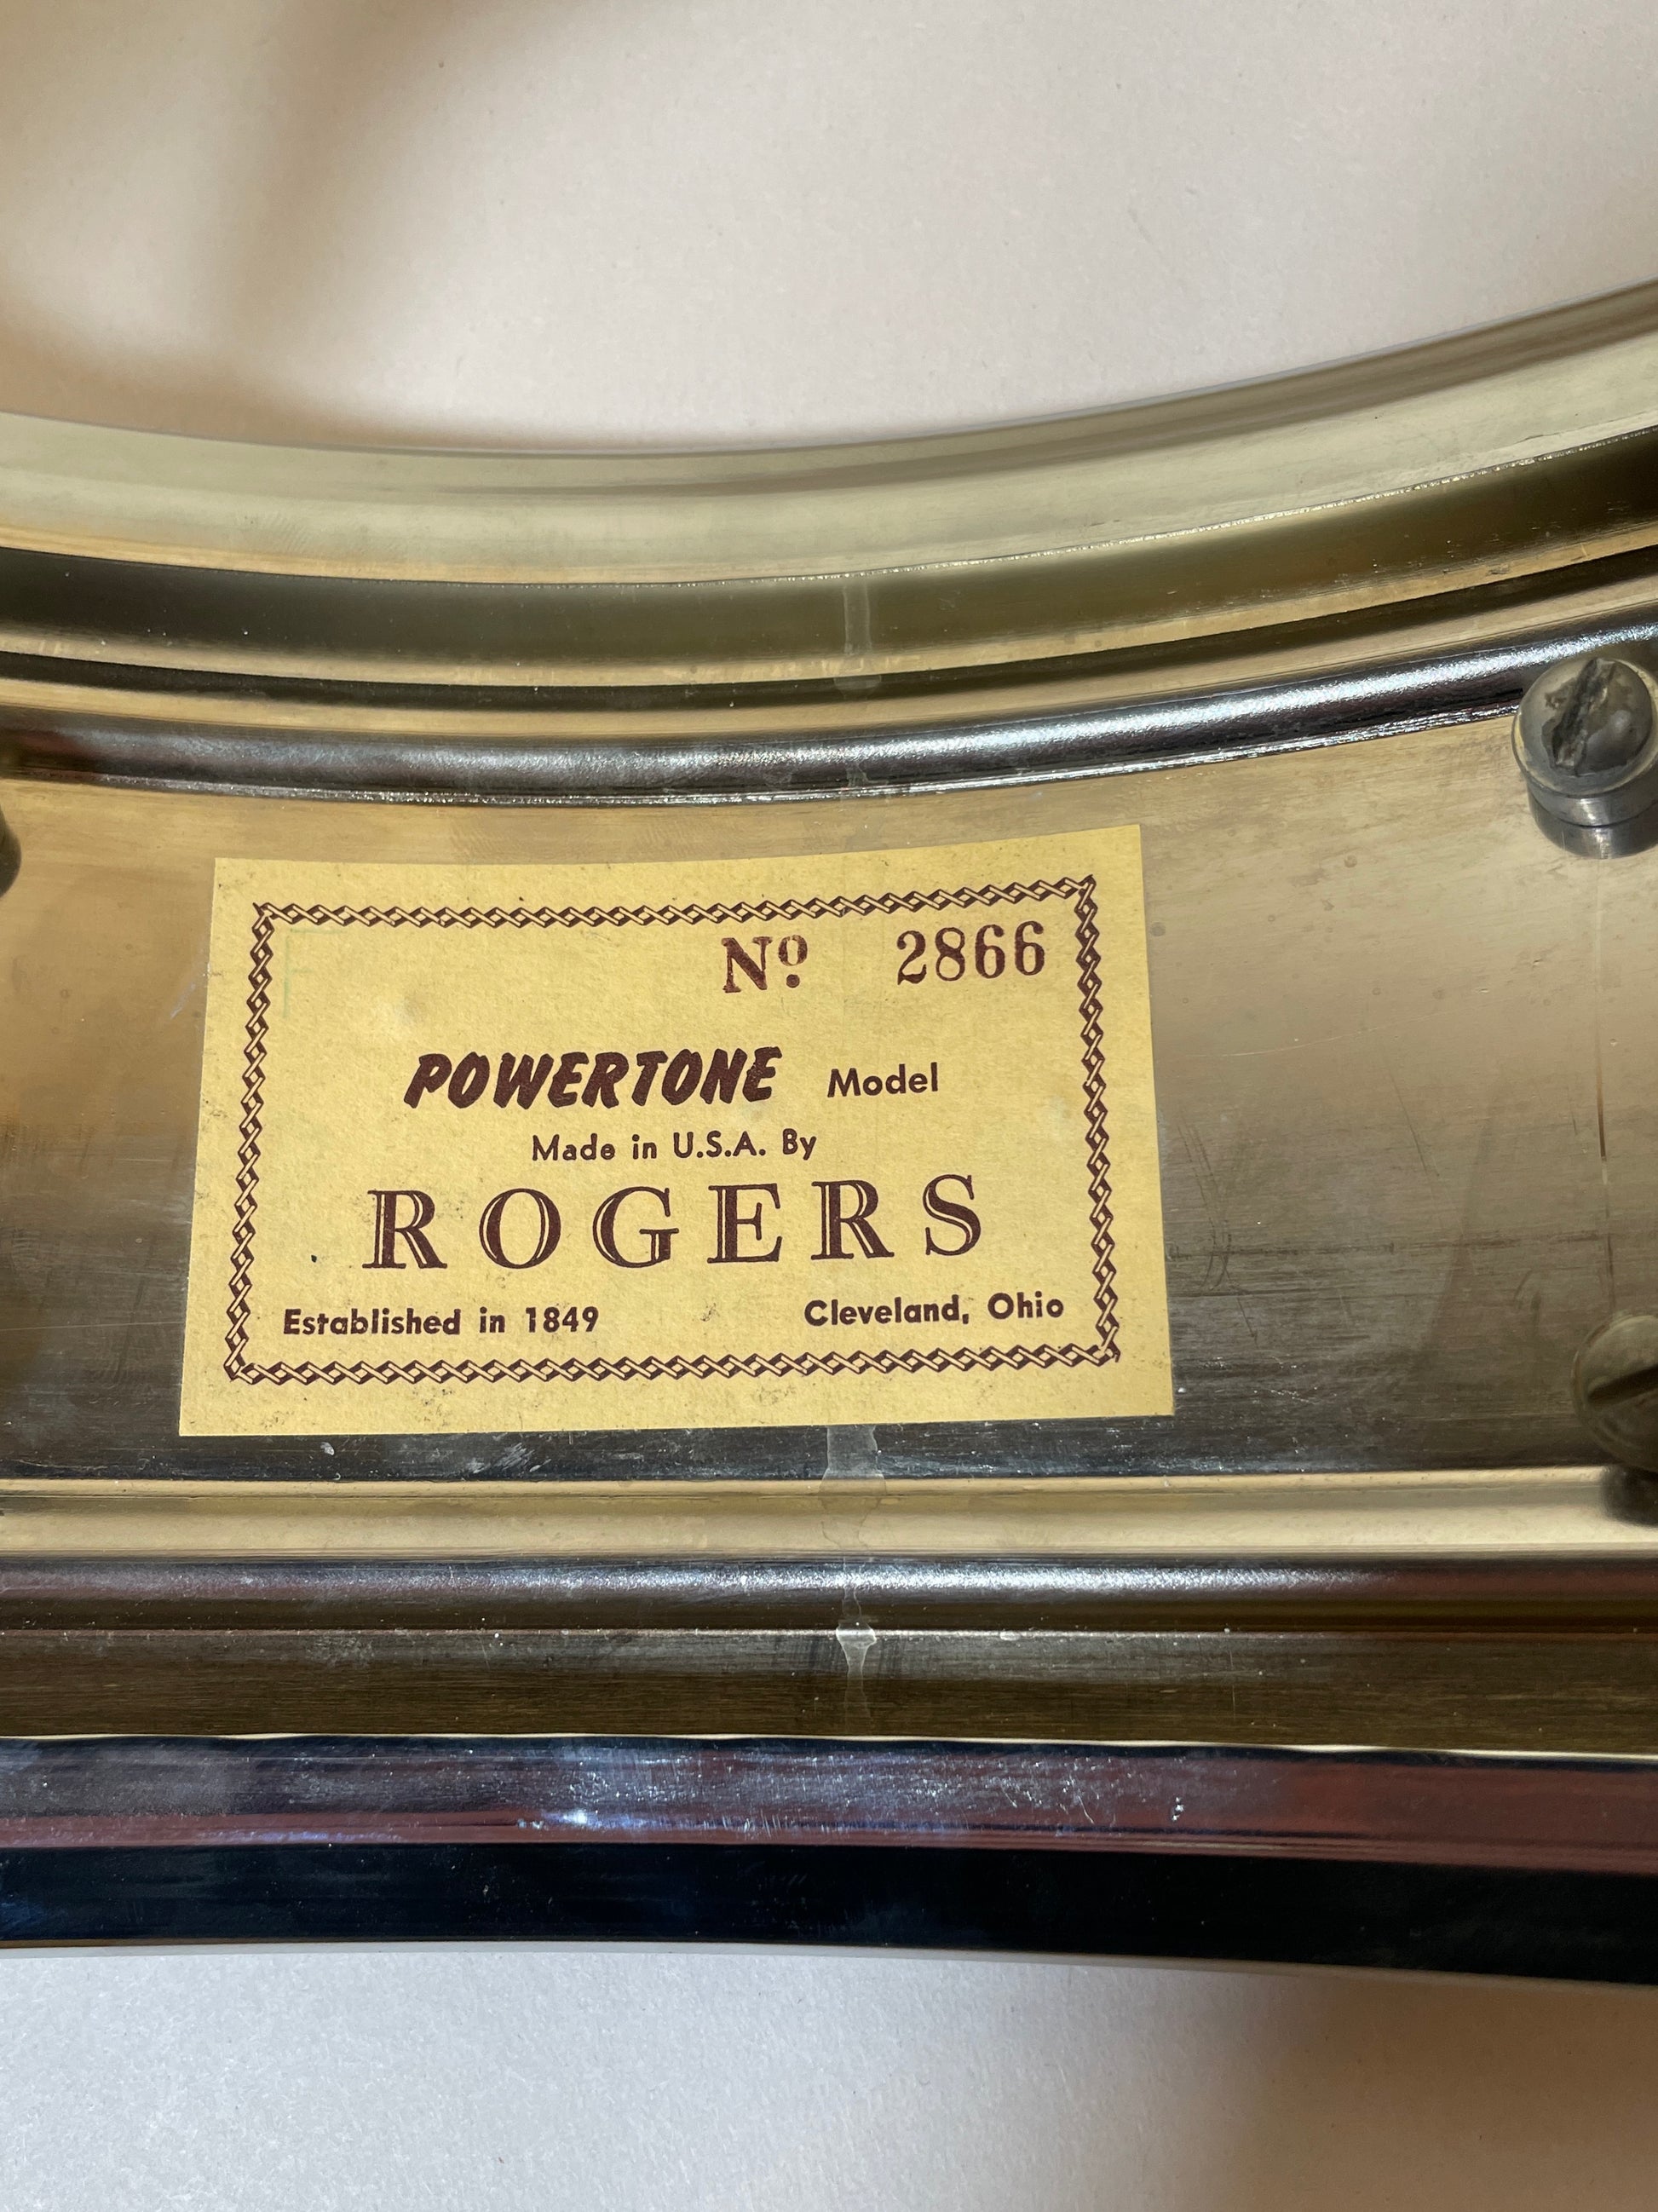 Nº 2866
POWERTONE Model
Made in U.S.A. By
ROGERS
Established in 1849 Cleveland, Ohio